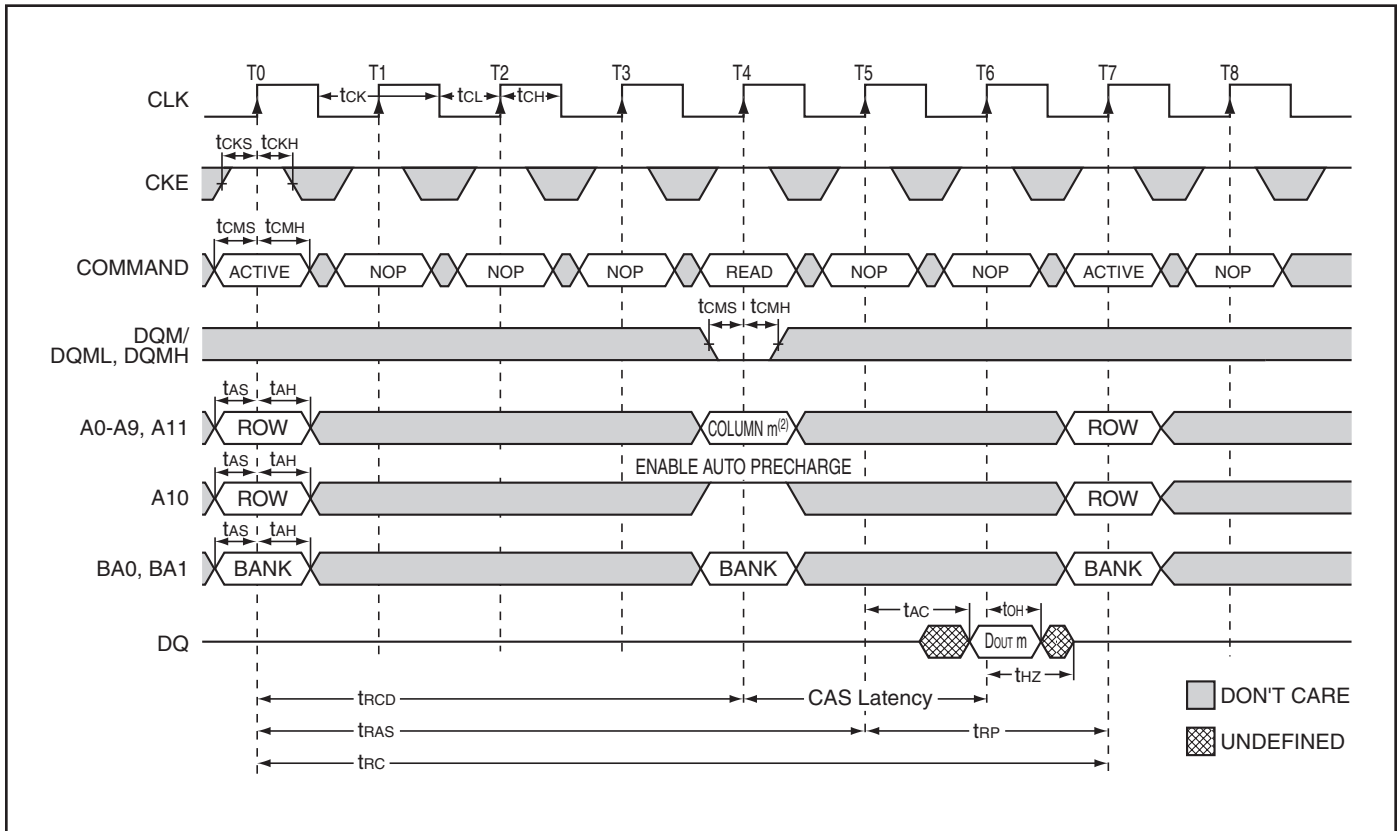 T0 T1 T2 T3 T4 T5 T6 T7 T8
CLK tCK tCL tCH
tCKS tCKH
CKE
tCMS tCMH
COMMAND ACTIVE NOP NOP NOP READ NOP NOP ACTIVE NOP
tCMS tCMH
DQM/
DQML, DQMH
tAS tAH
A0-A9, A11 ROW COLUMN m(2) ROW
tAS tAH ENABLE AUTO PRECHARGE
A10 ROW ROW
tAS tAH
BA0, BA1 BANK BANK BANK
tAC tOH
DQ DOUT m
tHZ
tRCD CAS Latency DON'T CARE
tRAS tRP
UNDEFINED
tRC